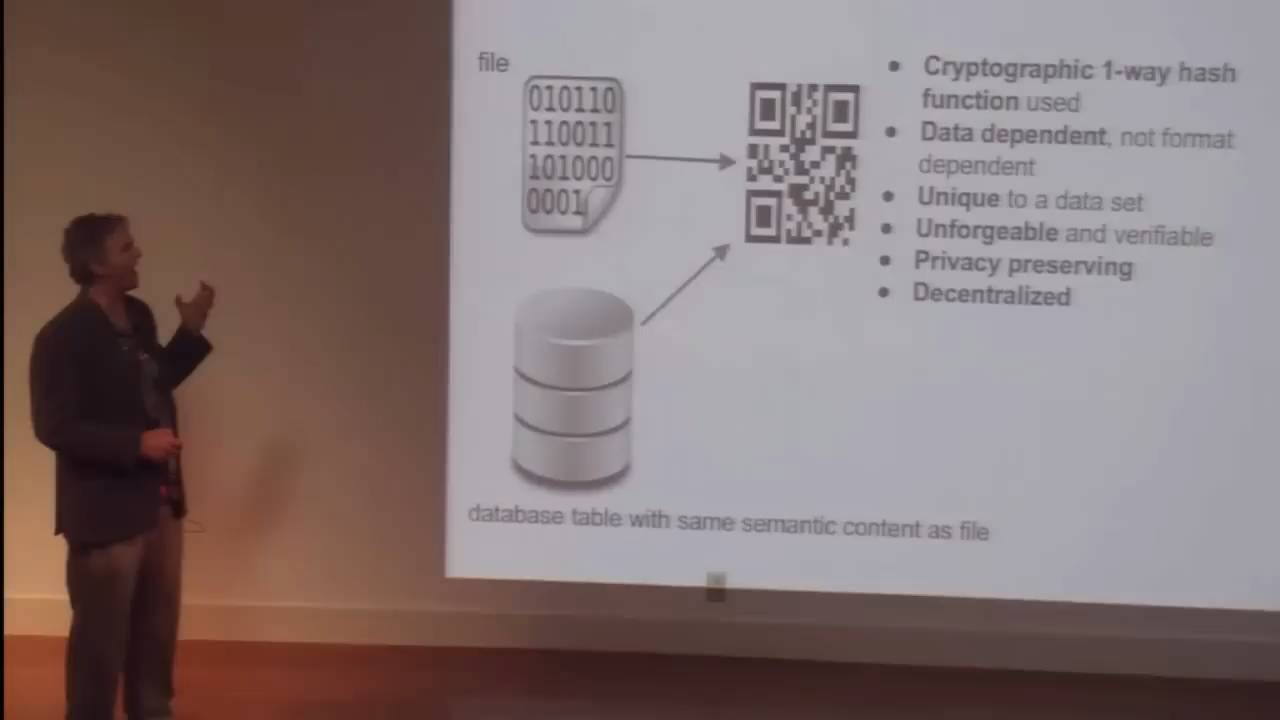 file
010110
110011
101000
0001
database table with same semantic content as file
Cryptographic 1-way hash
function used
Data dependent, not format
dependent
Unique to a data set
Unforgeable and verifiable
Privacy preserving
Decentralized